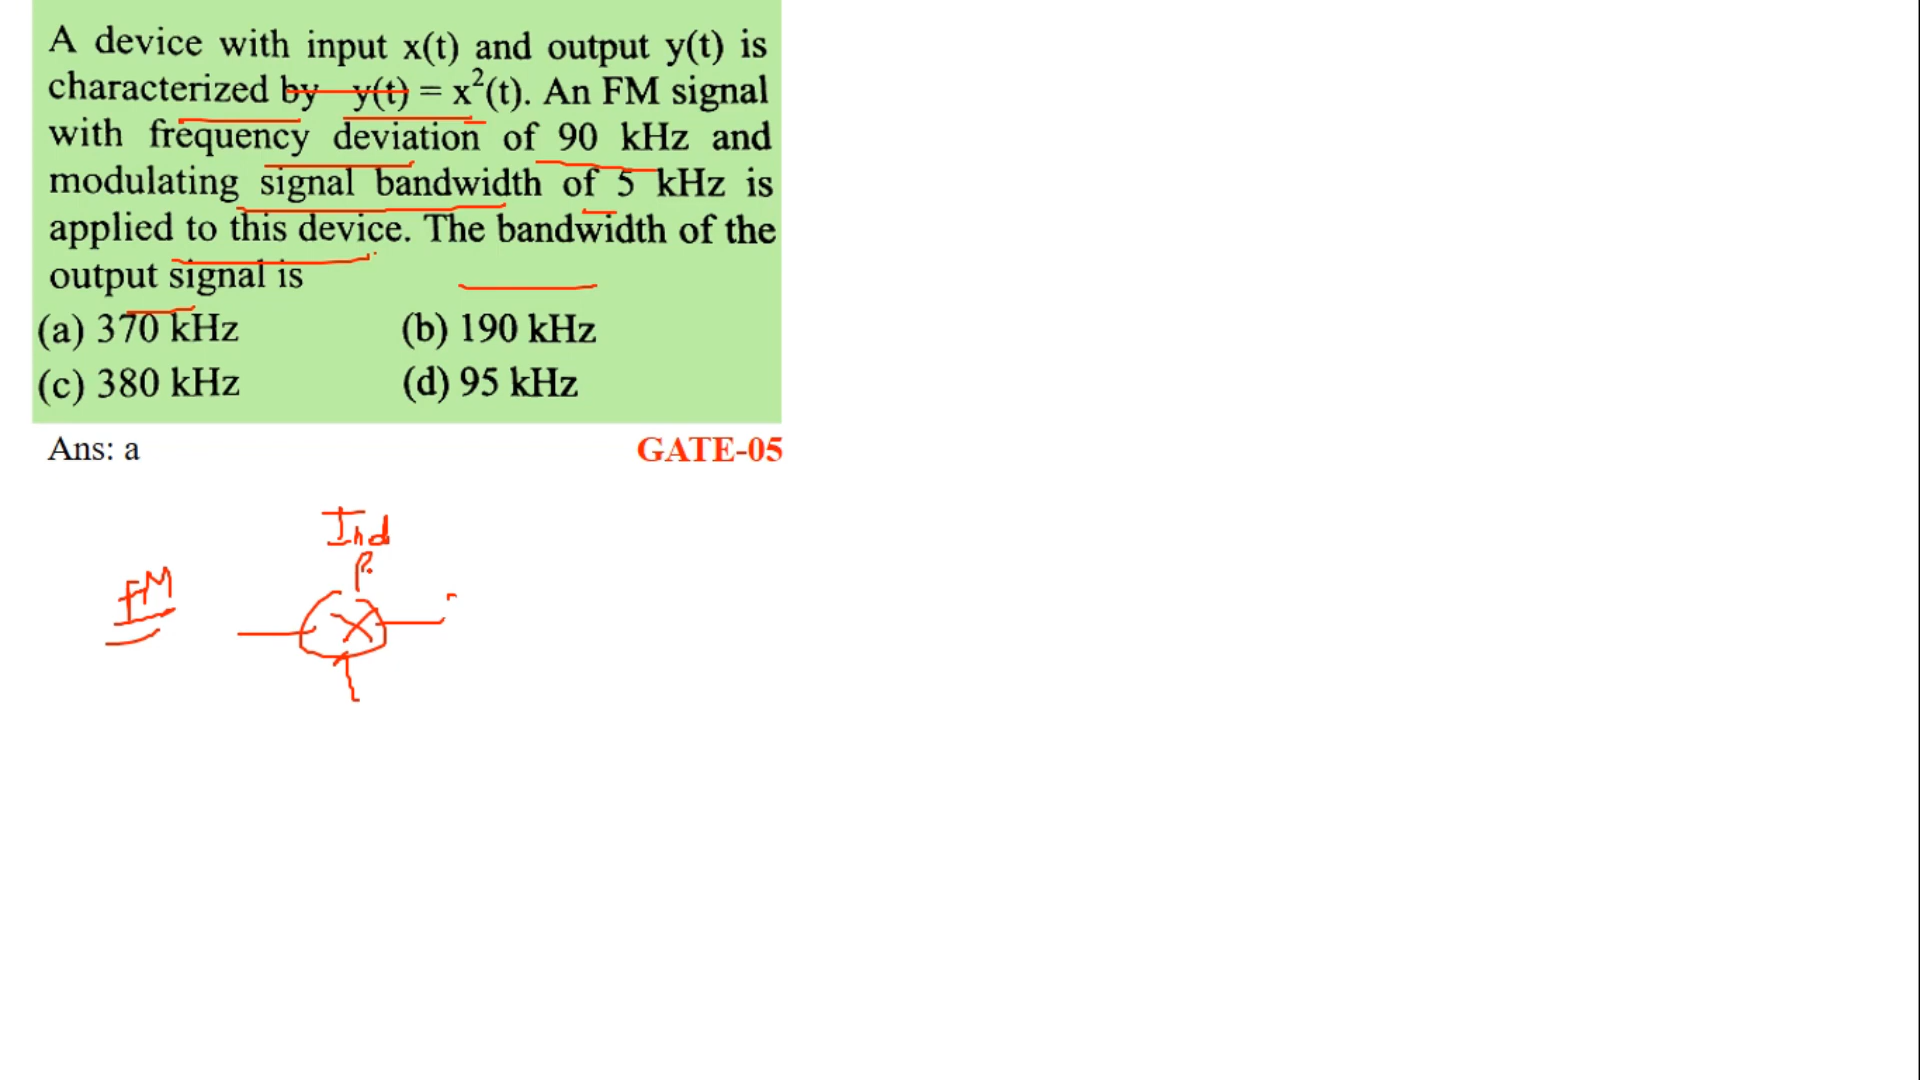 A device with input x(t) and output y(t) is
characterized by y(t) = x²(t). An FM signal
with frequency deviation of 90 kHz and
modulating signal bandwidth of 5 kHz is
applied to this device. The bandwidth of the
output signal is
(a) 370 kHz (b) 190 kHz
(c) 380 kHz (d) 95 kHz
Ans: a GATE-05
Ind
FM